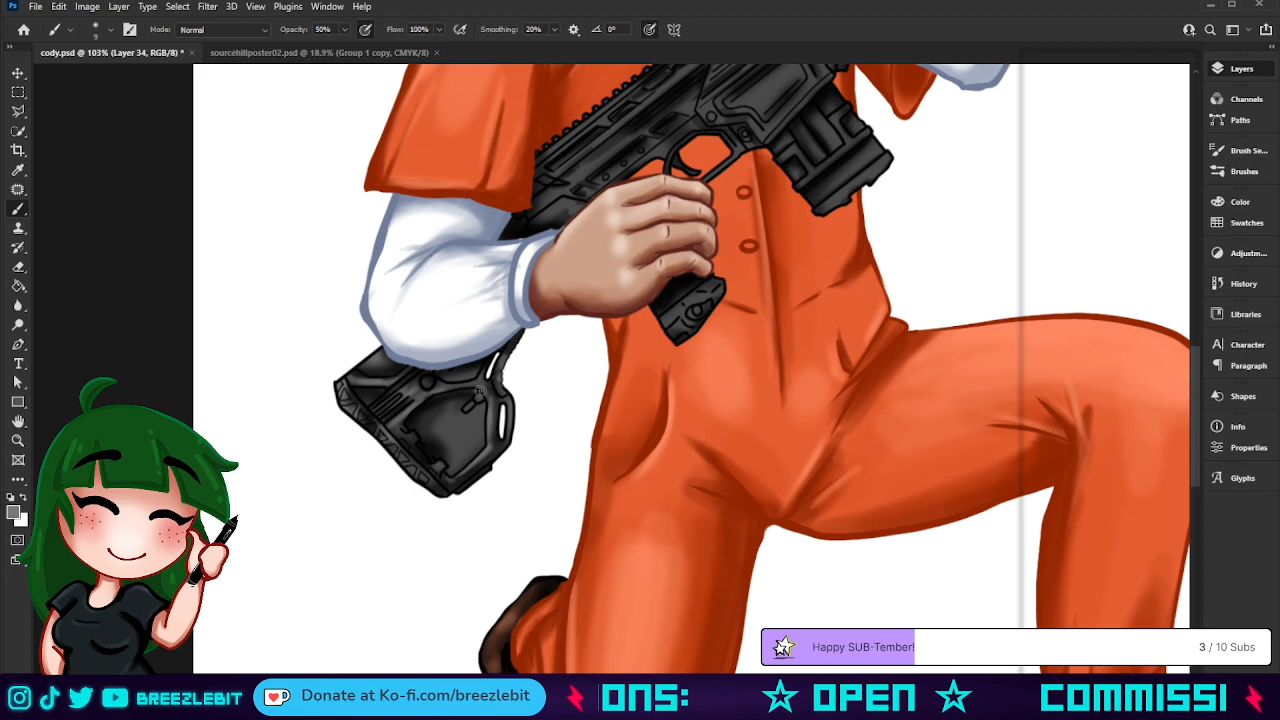 Ps File Edit Image Layer Type Select Filter 3D View Plugins Window Help
9 Mode: Normal Opacity: 50% Flow: 100% Smoothing: 20% 0°
cody.psd @ 103% (Layer 34, RGB/8) * × sourcehillposter02.psd @ 18.9% (Group 1 copy, CMYK/8) ×
Layers
Channels
Paths
Brush Se...
Brushes
Color
Swatches
Adjustm...
History
Libraries
Character
Paragraph
Shapes
Info
Properties
Glyphs
Happy SUB-Tember! 3 / 10 Subs
BREEZLEBIT Donate at Ko-fi.com/breezlebit ONS: OPEN COMMISSI